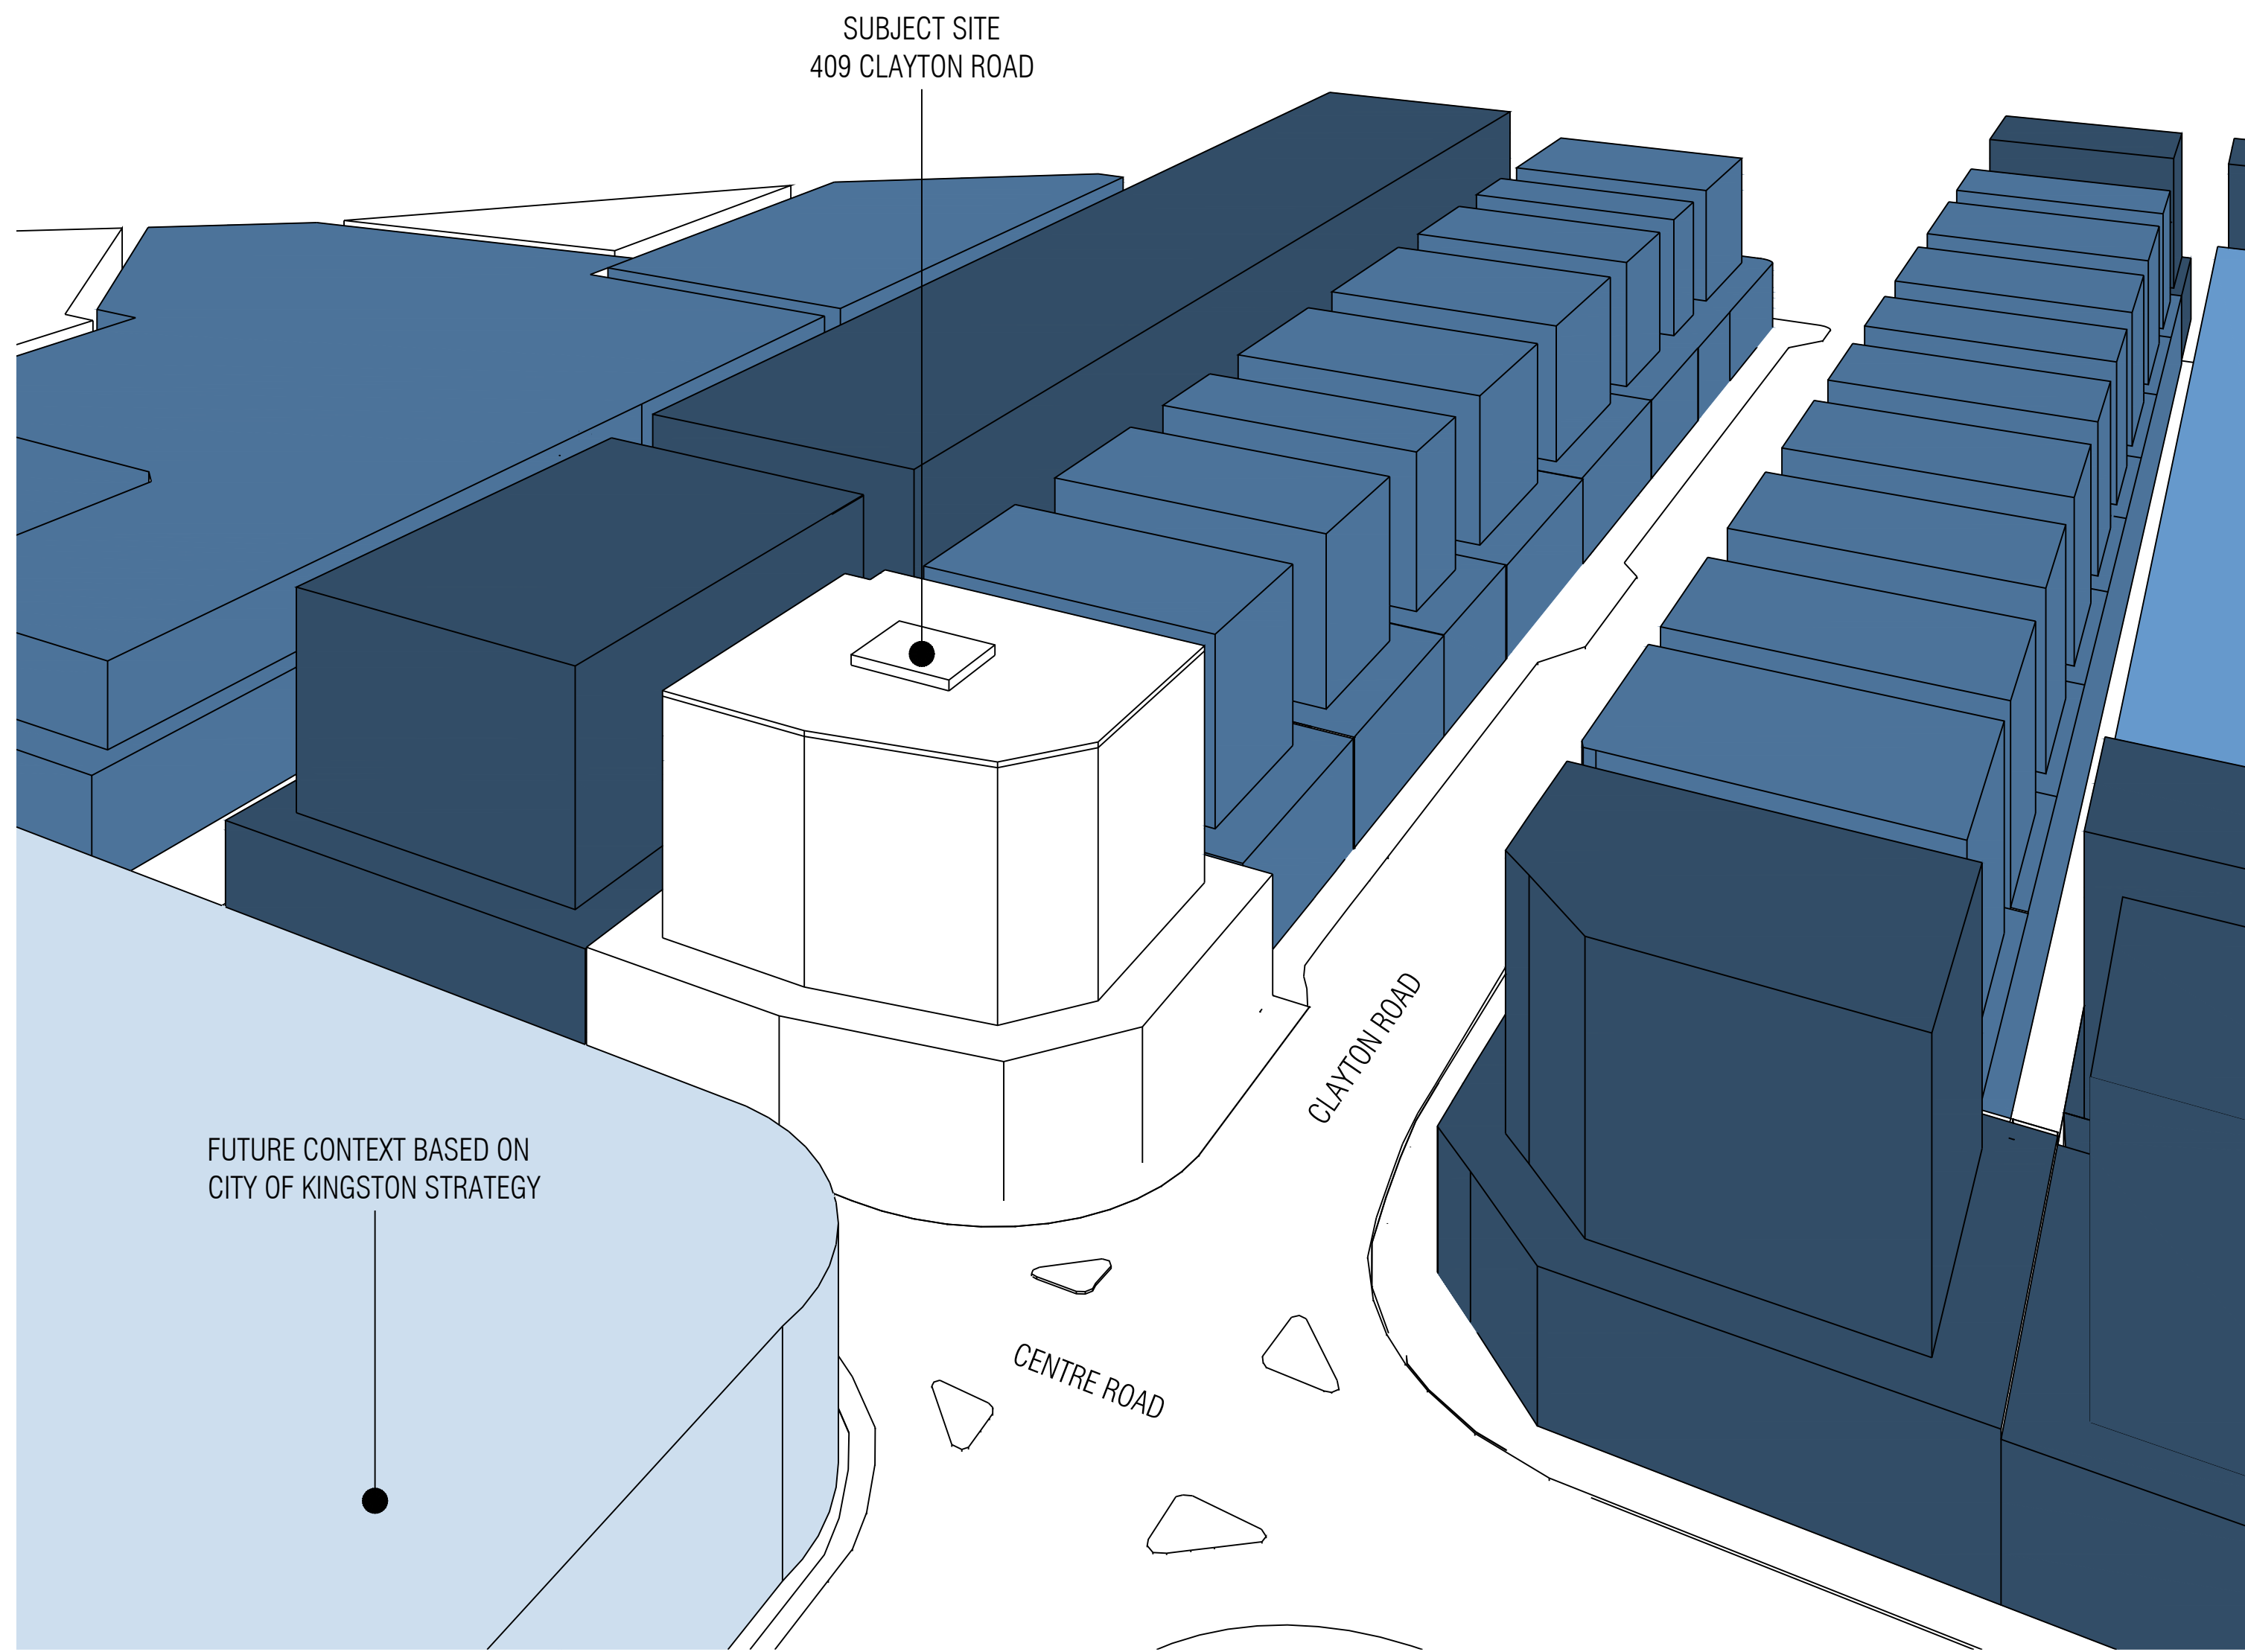 SUBJECT SITE
409 CLAYTON ROAD
CLAYTON ROAD
FUTURE CONTEXT BASED ON
CITY OF KINGSTON STRATEGY
CENTRE ROAD